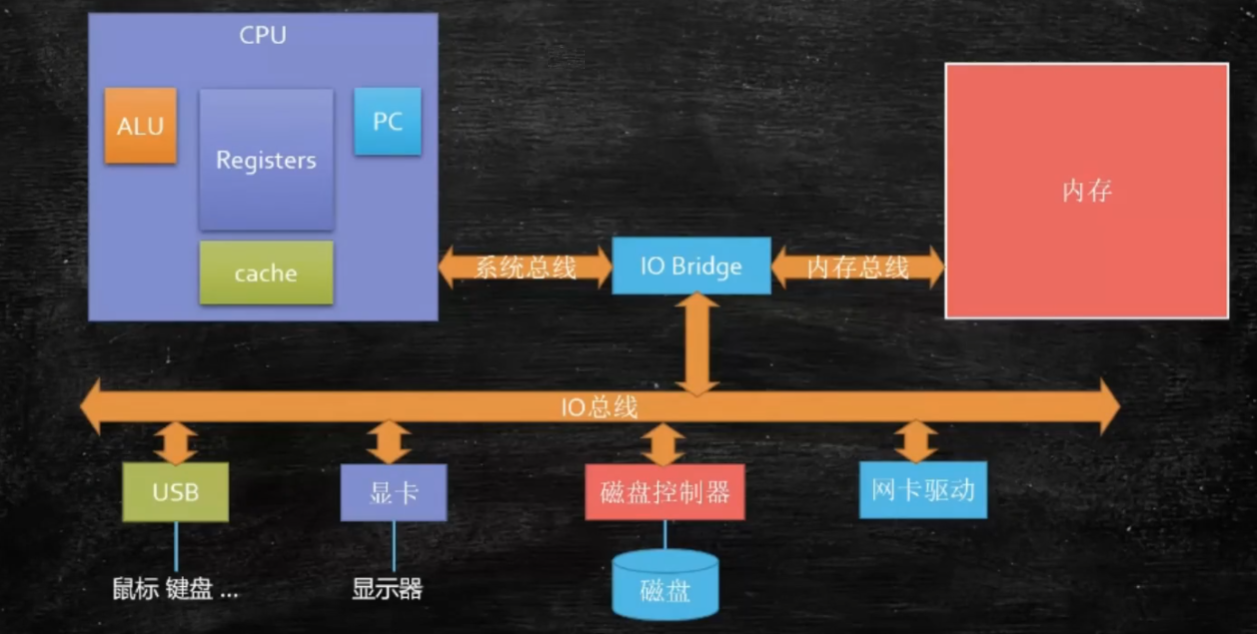 CPU
ALU
Registers
PC
cache
内存
系统总线
IO Bridge
内存总线
IO总线
USB
显卡
磁盘控制器
网卡驱动
鼠标 键盘 ...
显示器
磁盘